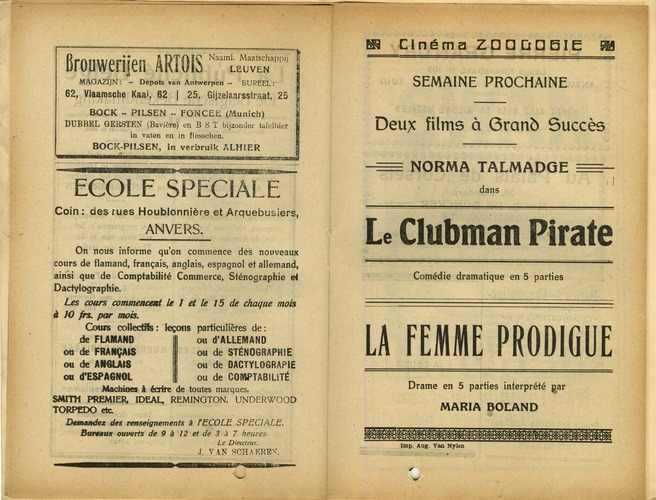 Brouwerijen ARTOIS Naaml. Maatschappij
LEUVEN
MAGAZIJN: - Depots van Antwerpen - BUREEL:
62, Vlaamsche Kaai, 62 | 25, Gijzelaarsstraat, 25
BOCK - PILSEN - FONCEE (Munich)
DUBBEL GERSTEN (Bavière) en B S T bijzonder tafelbier
in vaten en in flesschen.
BOCK-PILSEN, in verbruik ALHIER
ECOLE SPECIALE
Coin: des rues Houblonnière et Arquebusiers,
ANVERS.
On nous informe qu'on commence des nouveaux
cours de flamand, français, anglais, espagnol et allemand,
ainsi que de Comptabilité Commerce, Sténographie et
Dactylographie.
Les cours commencent le 1 et le 15 de chaque mois
à 10 frs. par mois.
Cours collectifs: leçons particulières de:
de FLAMAND ou d'ALLEMAND
ou de FRANÇAIS ou de STÉNOGRAPHIE
ou de ANGLAIS ou de DACTYLOGRAPIE
ou d'ESPAGNOL ou de COMPTABILITÉ
Machines à écrire de toutes marques.
SMITH PREMIER, IDEAL, REMINGTON, UNDERWOOD
TORPEDO etc.
Demandez des renseignements à l'ECOLE SPECIALE.
Bureaux ouverts de 9 à 12 et de 3 à 7 heures.
Le Directeur.
J. VAN SCHAEREN.
Cinéma ZOOLOGIE
SEMAINE PROCHAINE
Deux films à Grand Succès
NORMA TALMADGE
dans
Le Clubman Pirate
Comédie dramatique en 5 parties
LA FEMME PRODIGUE
Drame en 5 parties interprété par
MARIA BOLAND
Imp. Aug. Van Nylen